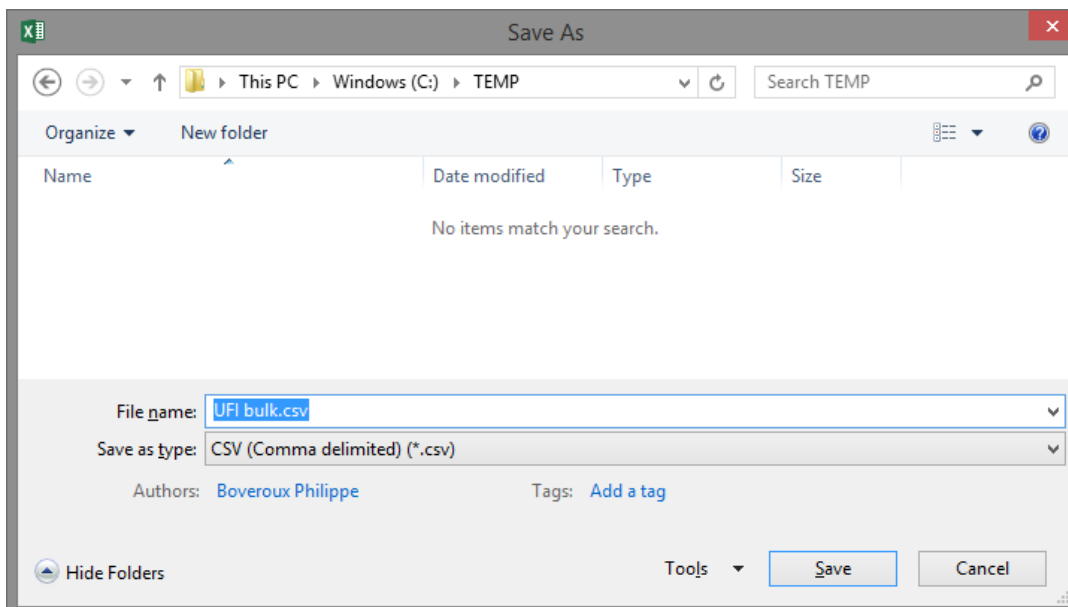 Save As
This PC Windows (C:) TEMP Search TEMP
Organize New folder
Name Date modified Type Size
No items match your search.
File name: UFI bulk.csv
Save as type: CSV (Comma delimited) (*.csv)
Authors: Boveroux Philippe Tags: Add a tag
Hide Folders Tools Save Cancel